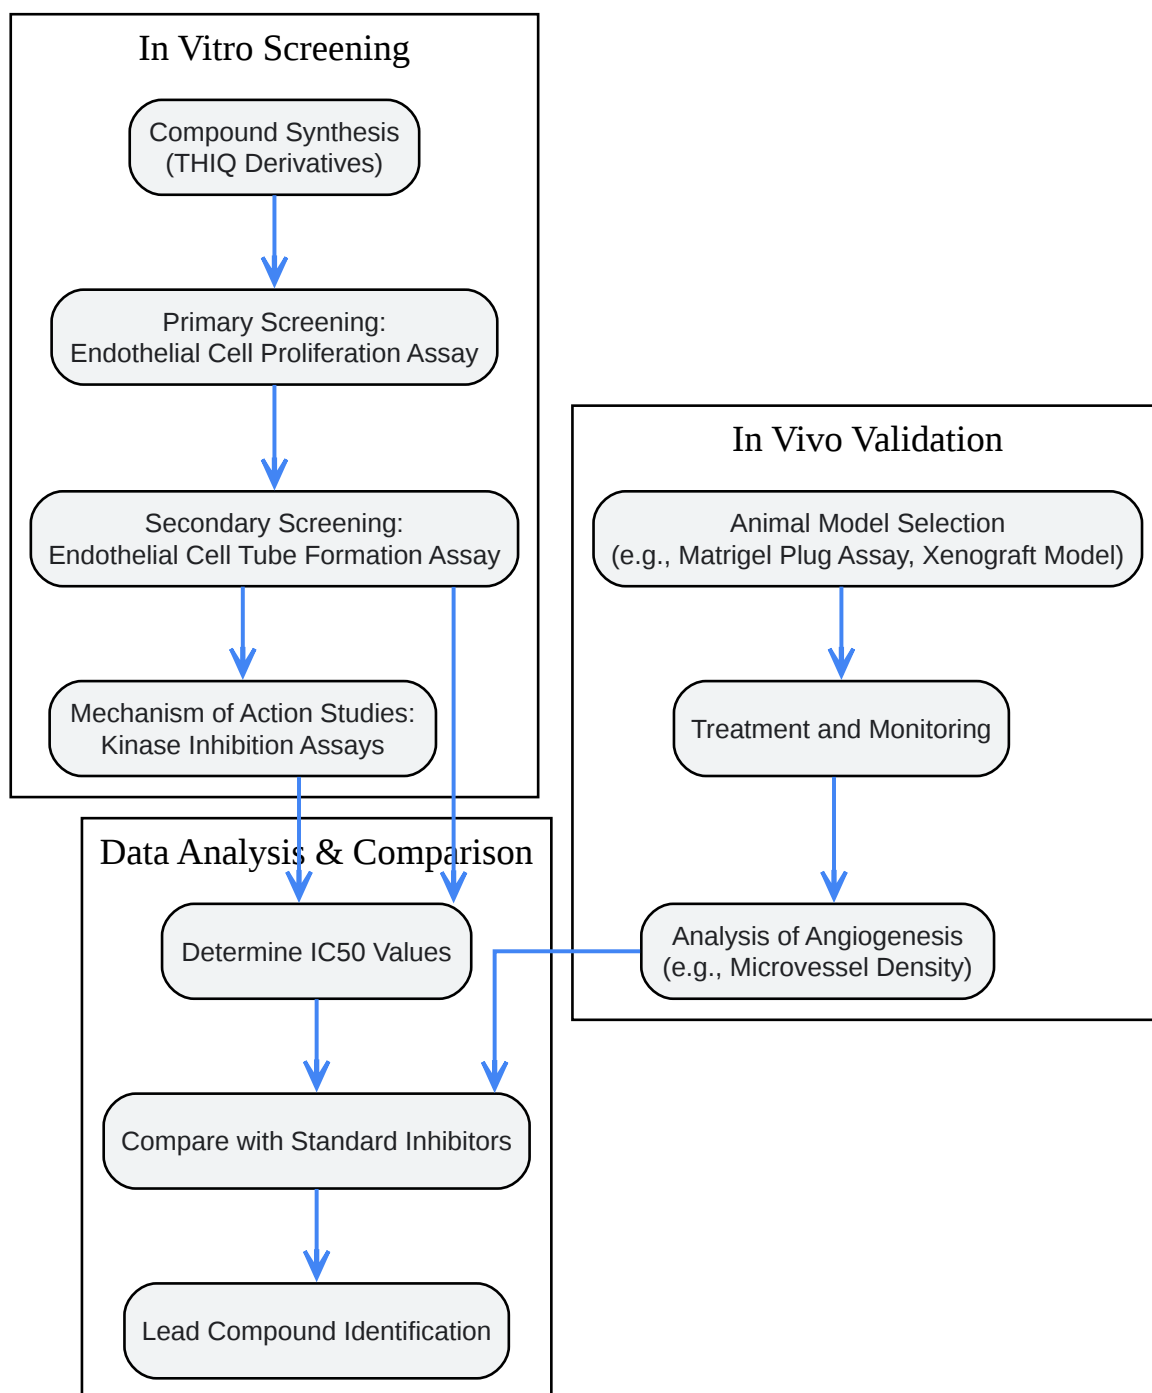 In Vitro Screening
Compound Synthesis
(THIQ Derivatives)
Primary Screening:
Endothelial Cell Proliferation Assay
Secondary Screening:
Endothelial Cell Tube Formation Assay
Mechanism of Action Studies:
Kinase Inhibition Assays
In Vivo Validation
Animal Model Selection
(e.g., Matrigel Plug Assay, Xenograft Model)
Treatment and Monitoring
Analysis of Angiogenesis
(e.g., Microvessel Density)
Data Analysis & Comparison
Determine IC50 Values
Compare with Standard Inhibitors
Lead Compound Identification